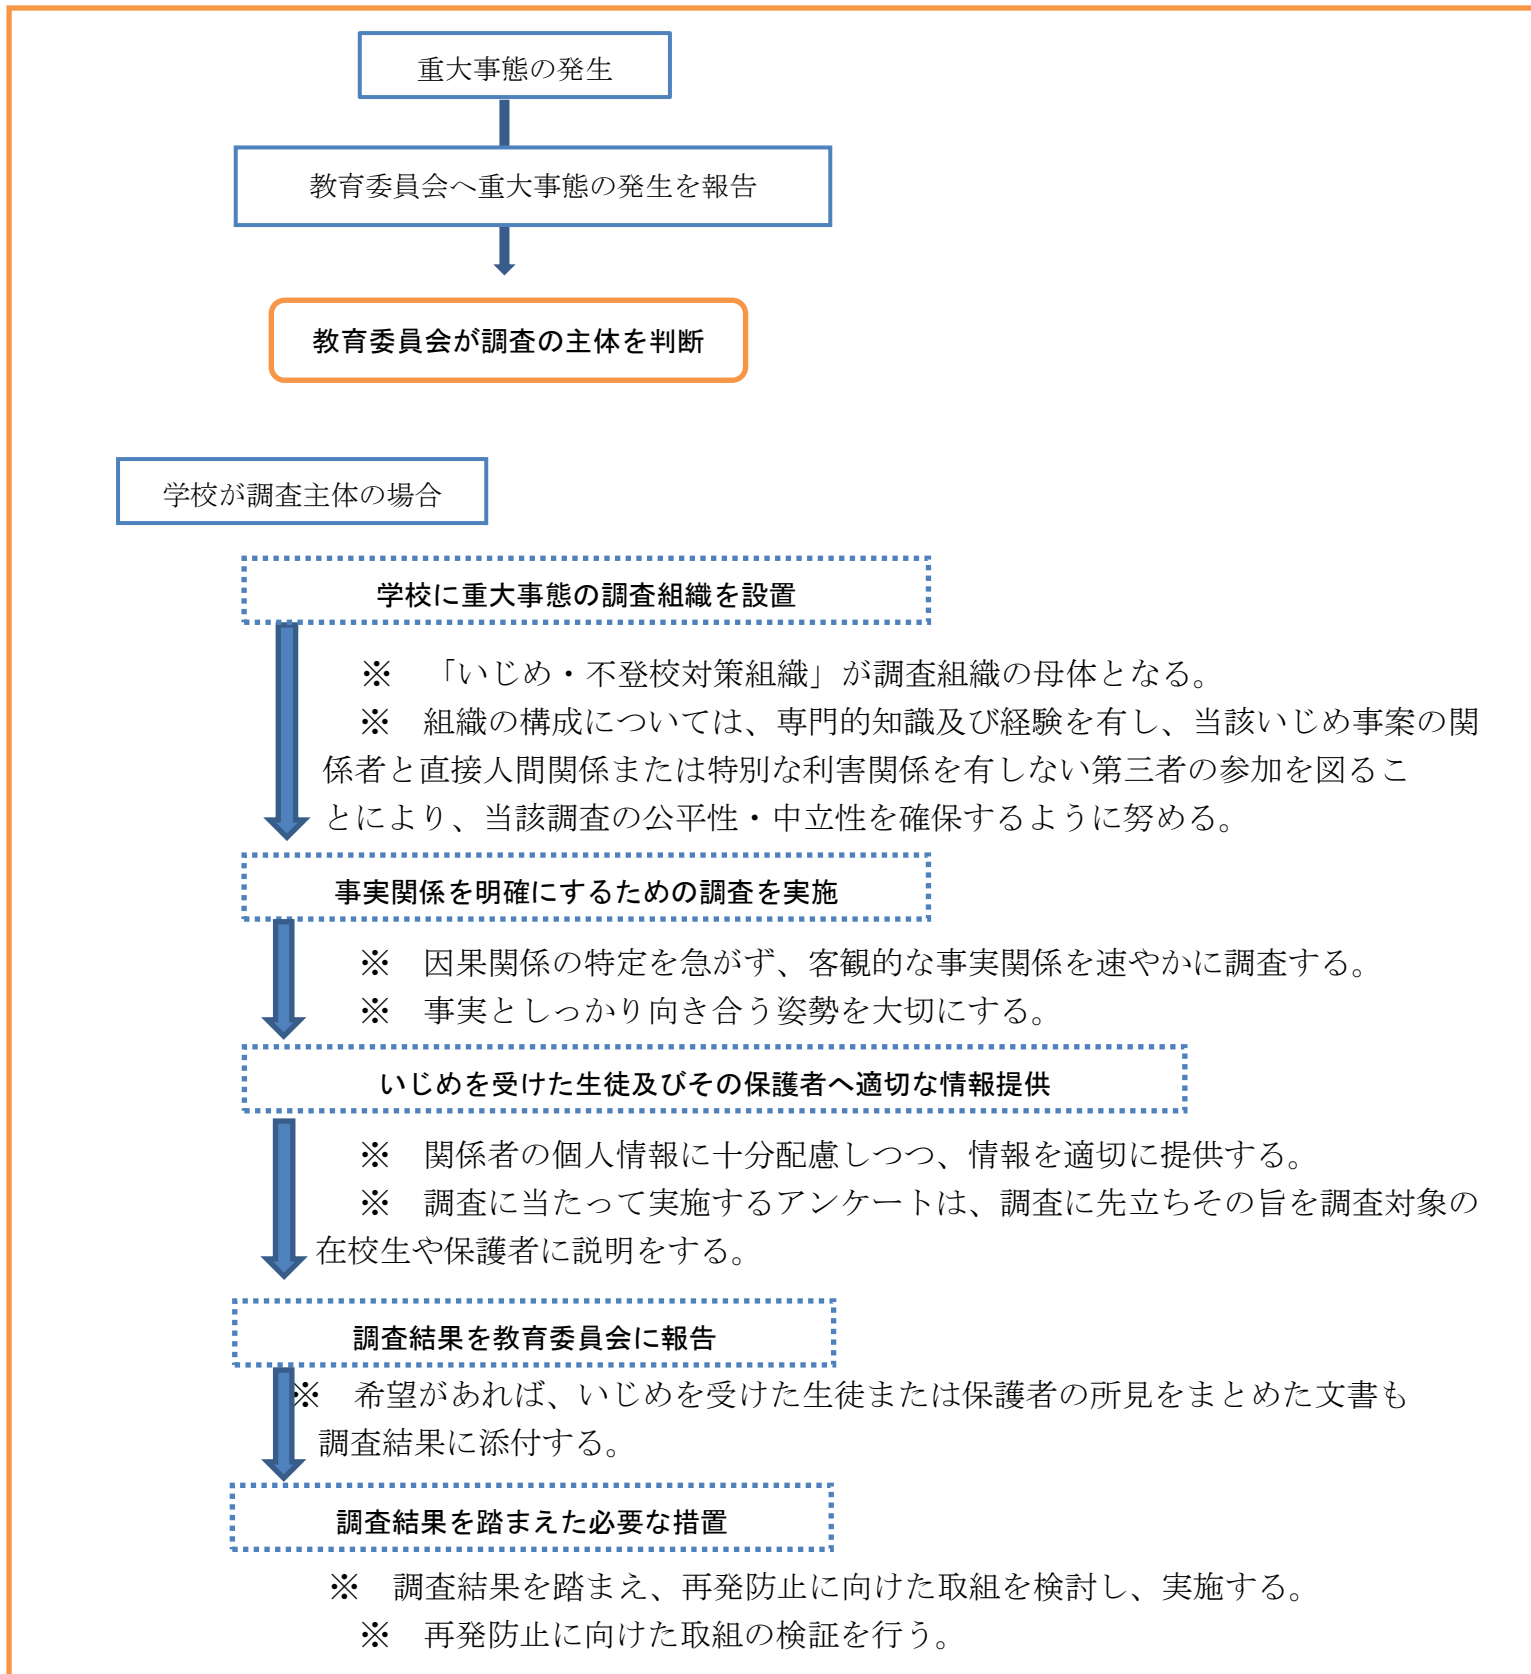 重大事態の発生
教育委員会へ重大事態の発生を報告
教育委員会が調査の主体を判断
学校が調査主体の場合
学校に重大事態の調査組織を設置
※ 「いじめ・不登校対策組織」が調査組織の母体となる。
※ 組織の構成については、専門的知識及び経験を有し、当該いじめ事案の関
係者と直接人間関係または特別な利害関係を有しない第三者の参加を図るこ
とにより、当該調査の公平性・中立性を確保するように努める。
事実関係を明確にするための調査を実施
※ 因果関係の特定を急がず、客観的な事実関係を速やかに調査する。
※ 事実としっかり向き合う姿勢を大切にする。
いじめを受けた生徒及びその保護者へ適切な情報提供
※ 関係者の個人情報に十分配慮しつつ、情報を適切に提供する。
※ 調査に当たって実施するアンケートは、調査に先立ちその旨を調査対象の
在校生や保護者に説明をする。
調査結果を教育委員会に報告
※ 希望があれば、いじめを受けた生徒または保護者の所見をまとめた文書も
調査結果に添付する。
調査結果を踏まえた必要な措置
※ 調査結果を踏まえ、再発防止に向けた取組を検討し、実施する。
※ 再発防止に向けた取組の検証を行う。